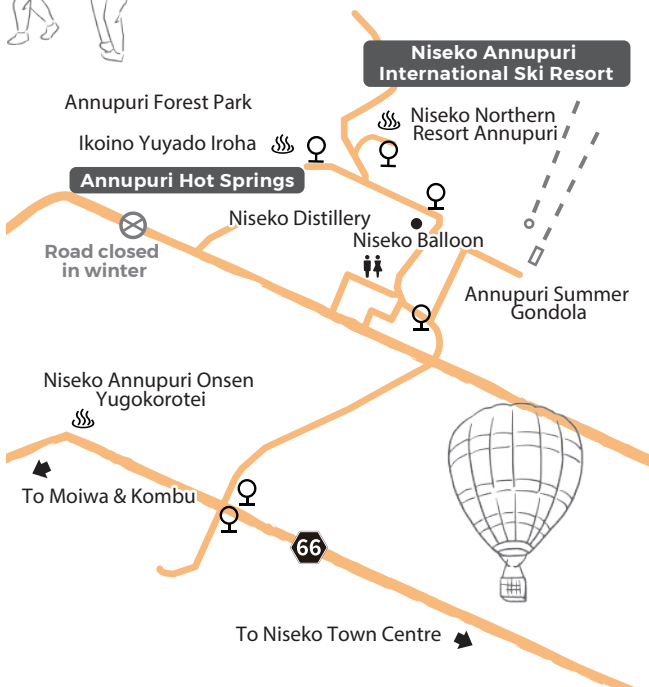 Niseko Annupuri
International Ski Resort
Annupuri Forest Park
Niseko Northern
Resort Annupuri
Ikoino Yuyado Iroha
Annupuri Hot Springs
Niseko Distillery
Niseko Balloon
Road closed
in winter
Annupuri Summer
Gondola
Niseko Annupuri Onsen
Yugokorotei
To Moiwa & Kombu
66
To Niseko Town Centre